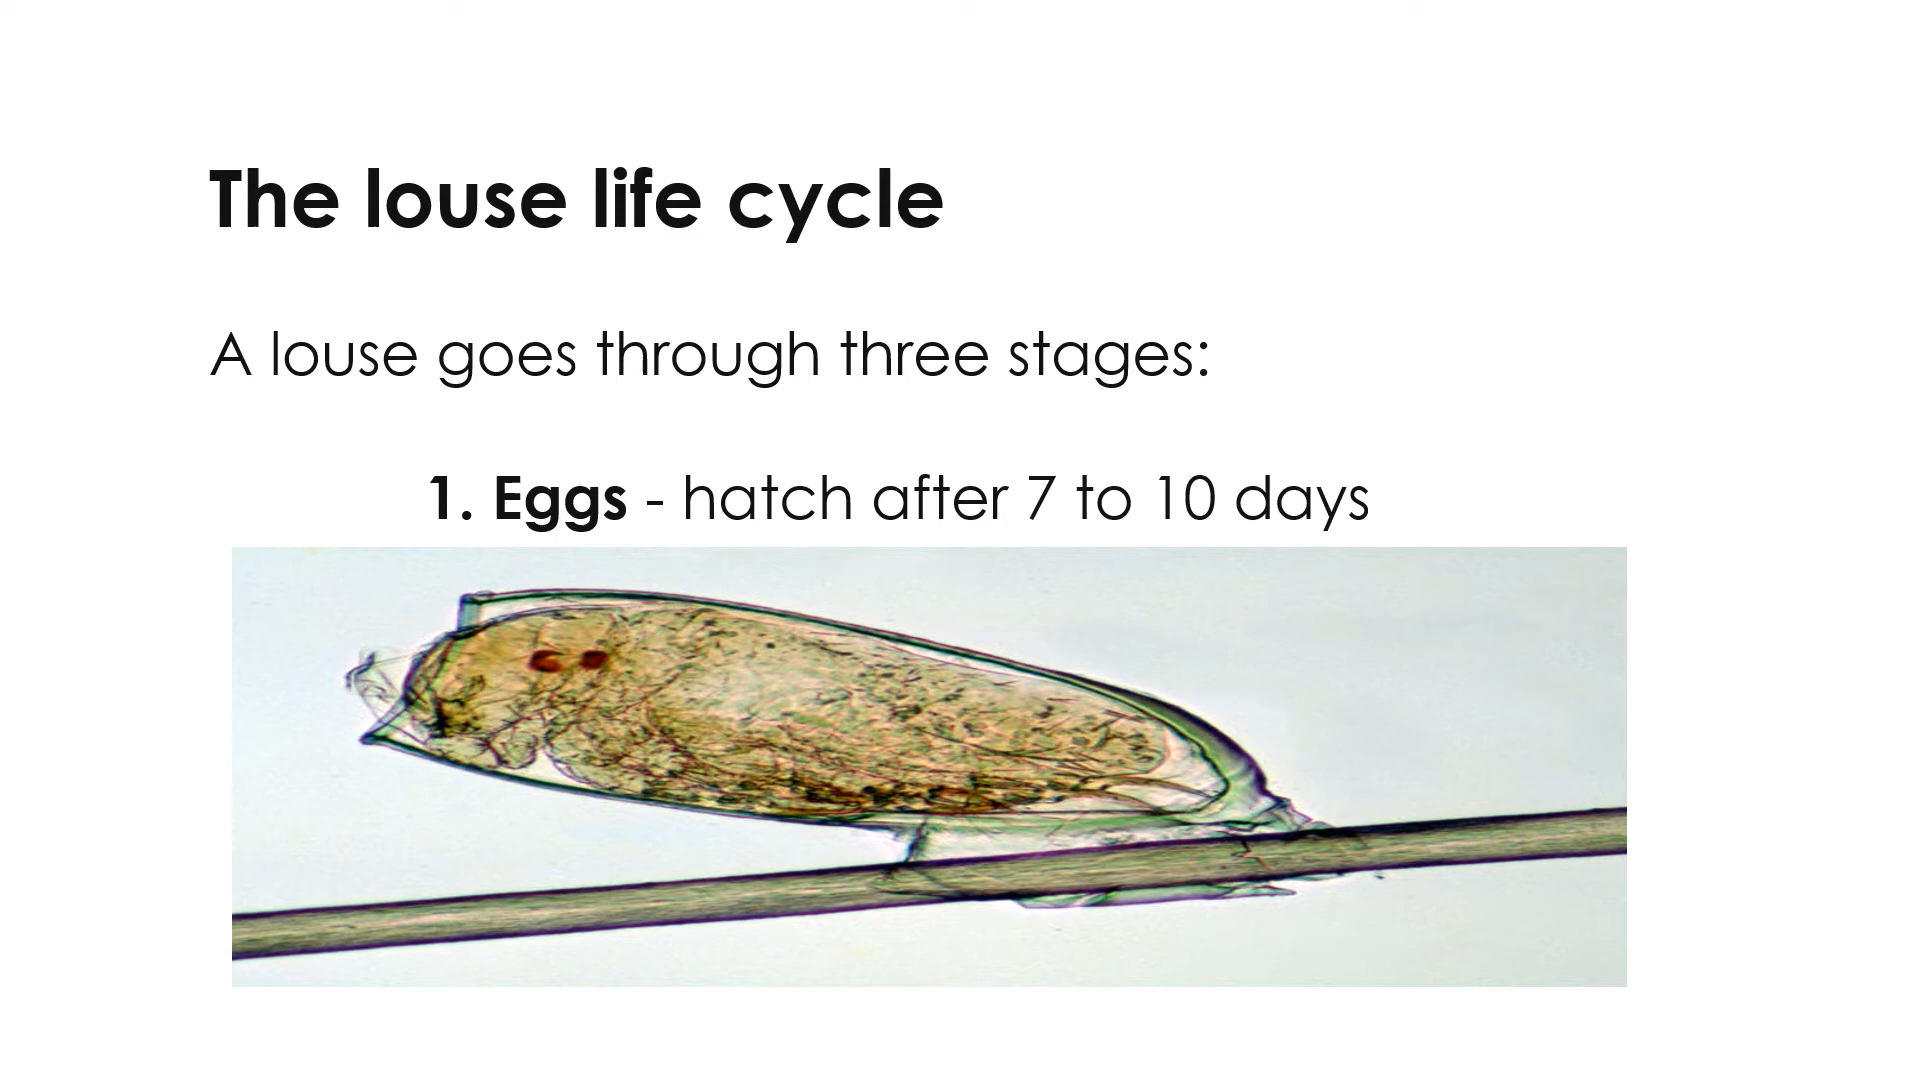 The louse life cycle
A louse goes through three stages:
1. Eggs - hatch after 7 to 10 days